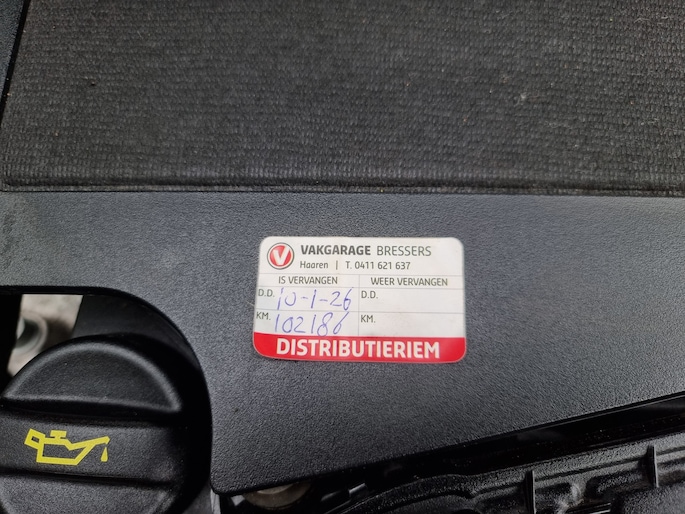 V VAKGARAGE BRESSERS
Haaren | T. 0411 621 637
IS VERVANGEN WEER VERVANGEN
D.D. 10-1-26 D.D.
KM. 102186 KM.
DISTRIBUTIERIEM